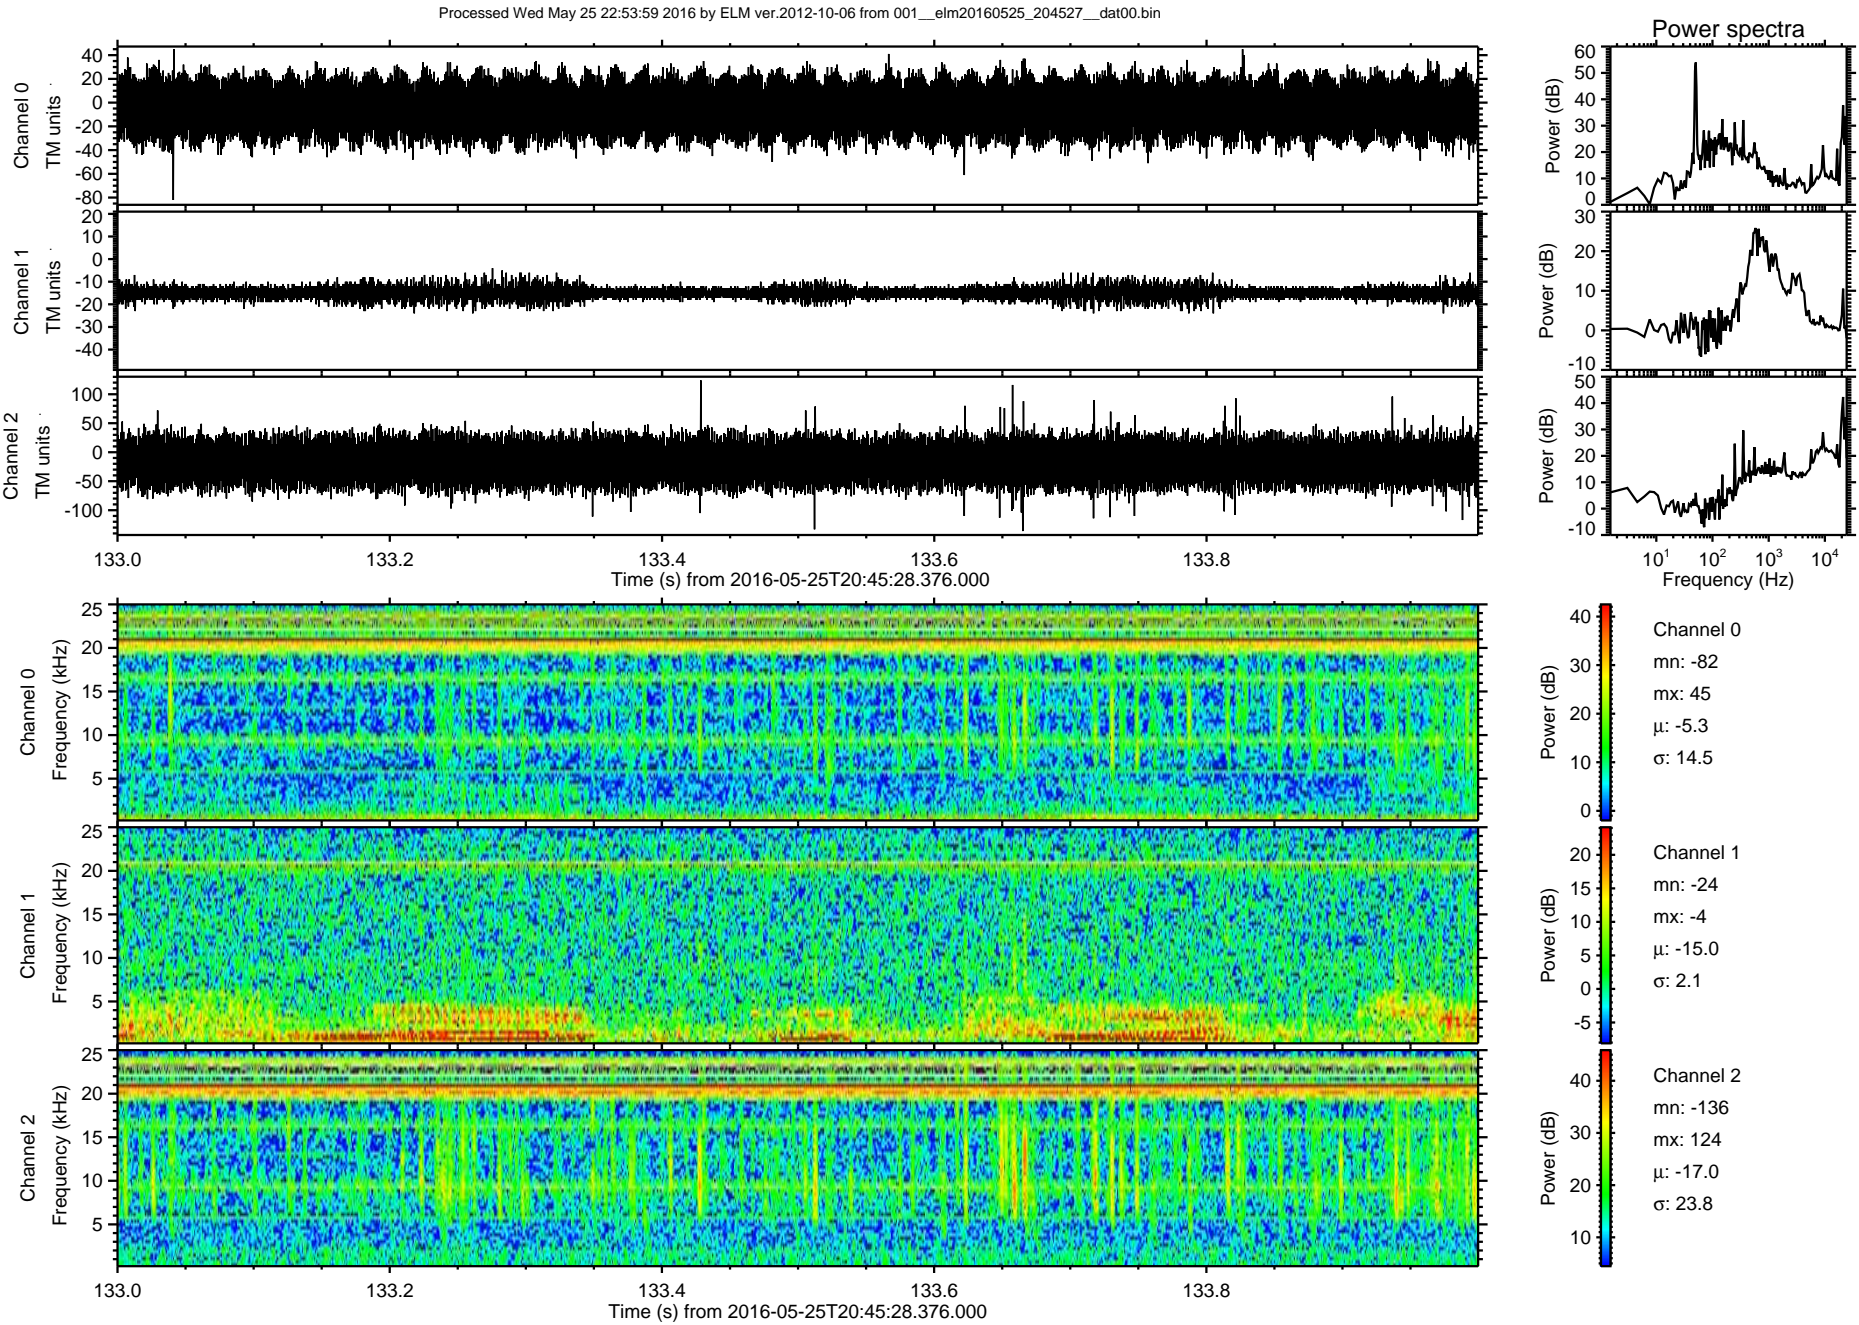 Processed Wed May 25 22:53:59 2016 by ELM ver.2012-10-06 from 001__elm20160525_204527__dat00.bin
Power spectra
Channel 0
TM units
40
20
0
-20
-40
-60
-80
Power (dB)
60
50
40
30
20
10
0
Channel 1
TM units
20
10
0
-10
-20
-30
-40
Power (dB)
30
20
10
0
-10
Channel 2
TM units
100
50
0
-50
-100
Power (dB)
50
40
30
20
10
0
-10
133.0 133.2 133.4 133.6 133.8
Time (s) from 2016-05-25T20:45:28.376.000
10^1 10^2 10^3 10^4
Frequency (Hz)
Channel 0
Frequency (kHz)
25
20
15
10
5
Power (dB)
40
30
20
10
0
Channel 0
mn: -82
mx: 45
μ: -5.3
σ: 14.5
Channel 1
Frequency (kHz)
25
20
15
10
5
Power (dB)
20
15
10
5
0
-5
Channel 1
mn: -24
mx: -4
μ: -15.0
σ: 2.1
Channel 2
Frequency (kHz)
25
20
15
10
5
Power (dB)
40
30
20
10
Channel 2
mn: -136
mx: 124
μ: -17.0
σ: 23.8
133.0 133.2 133.4 133.6 133.8
Time (s) from 2016-05-25T20:45:28.376.000